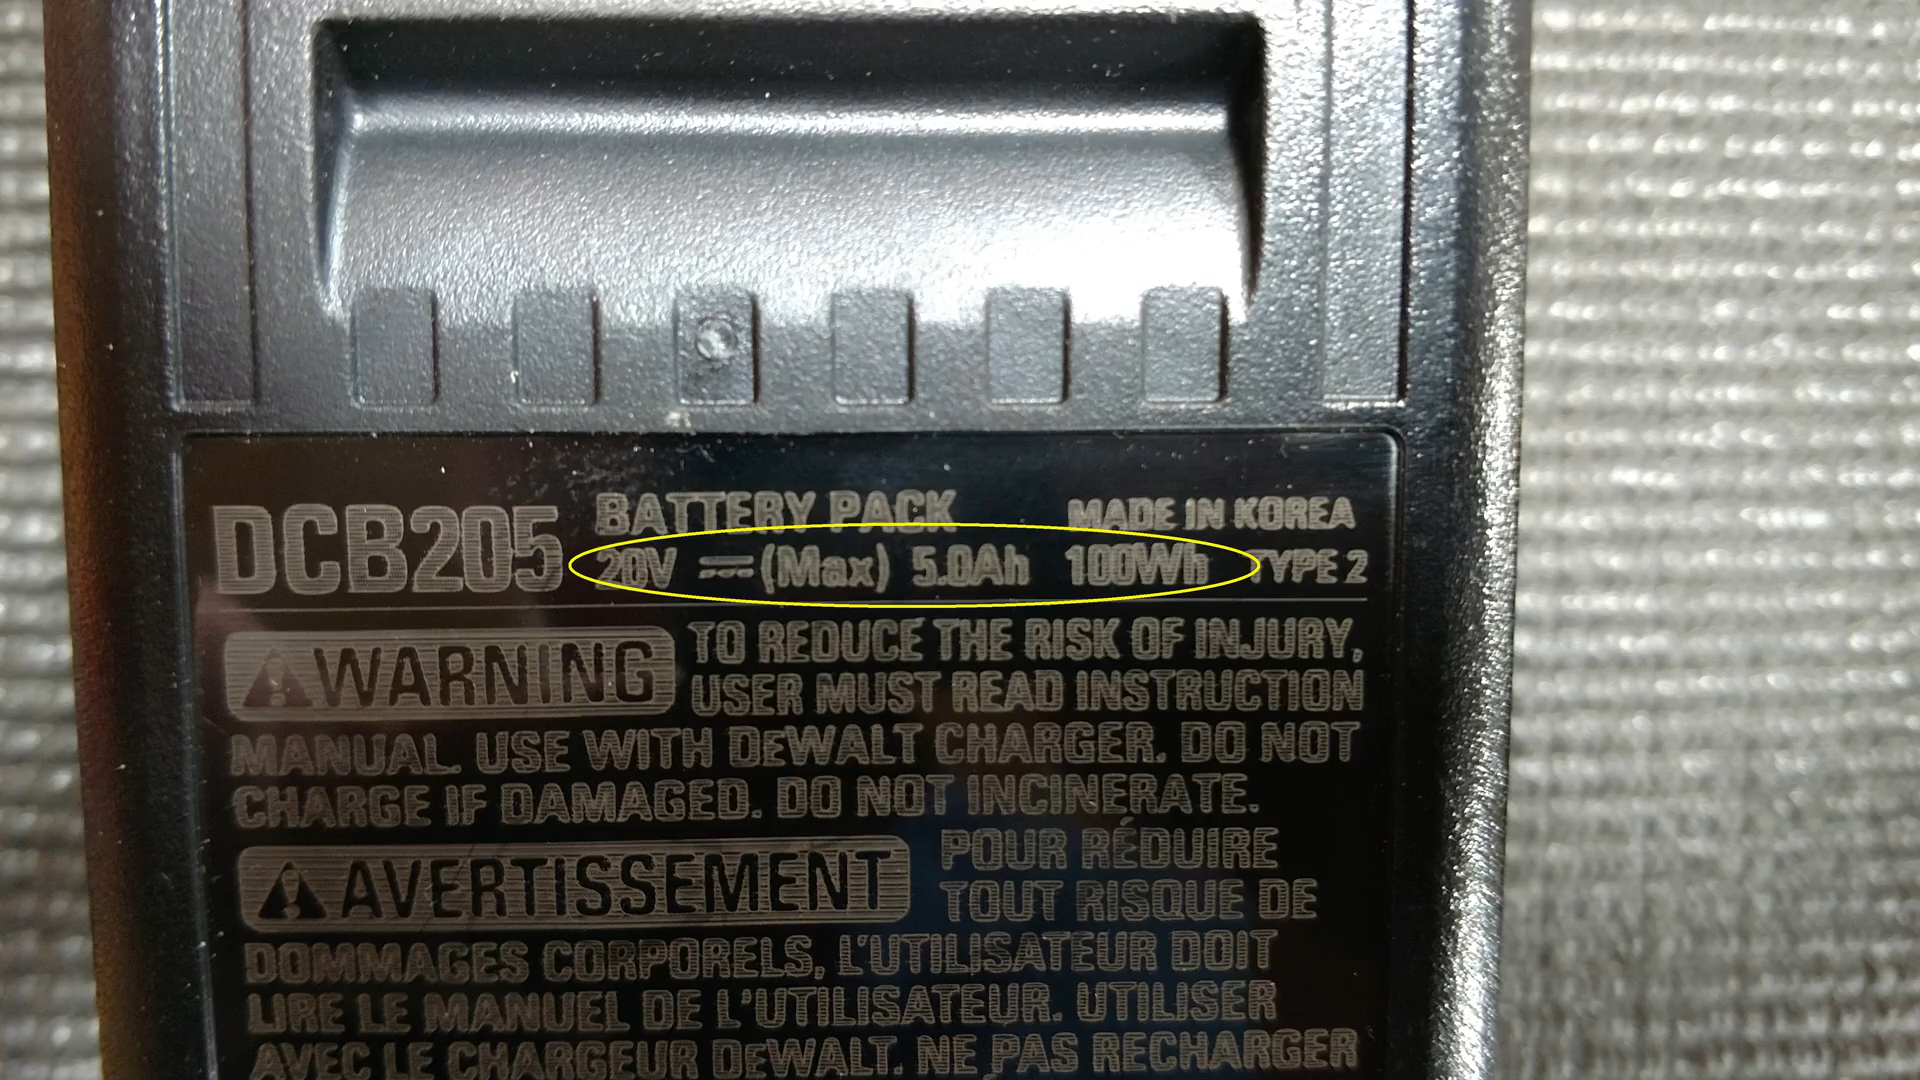 DCB205 BATTERY PACK MADE IN KOREA
20V ⎓ (Max) 5.0Ah 100Wh TYPE 2
⚠WARNING TO REDUCE THE RISK OF INJURY,
USER MUST READ INSTRUCTION
MANUAL. USE WITH DEWALT CHARGER. DO NOT
CHARGE IF DAMAGED. DO NOT INCINERATE.
⚠AVERTISSEMENT POUR RÉDUIRE
TOUT RISQUE DE
DOMMAGES CORPORELS, L'UTILISATEUR DOIT
LIRE LE MANUEL DE L'UTILISATEUR. UTILISER
AVEC LE CHARGEUR DEWALT. NE PAS RECHARGER